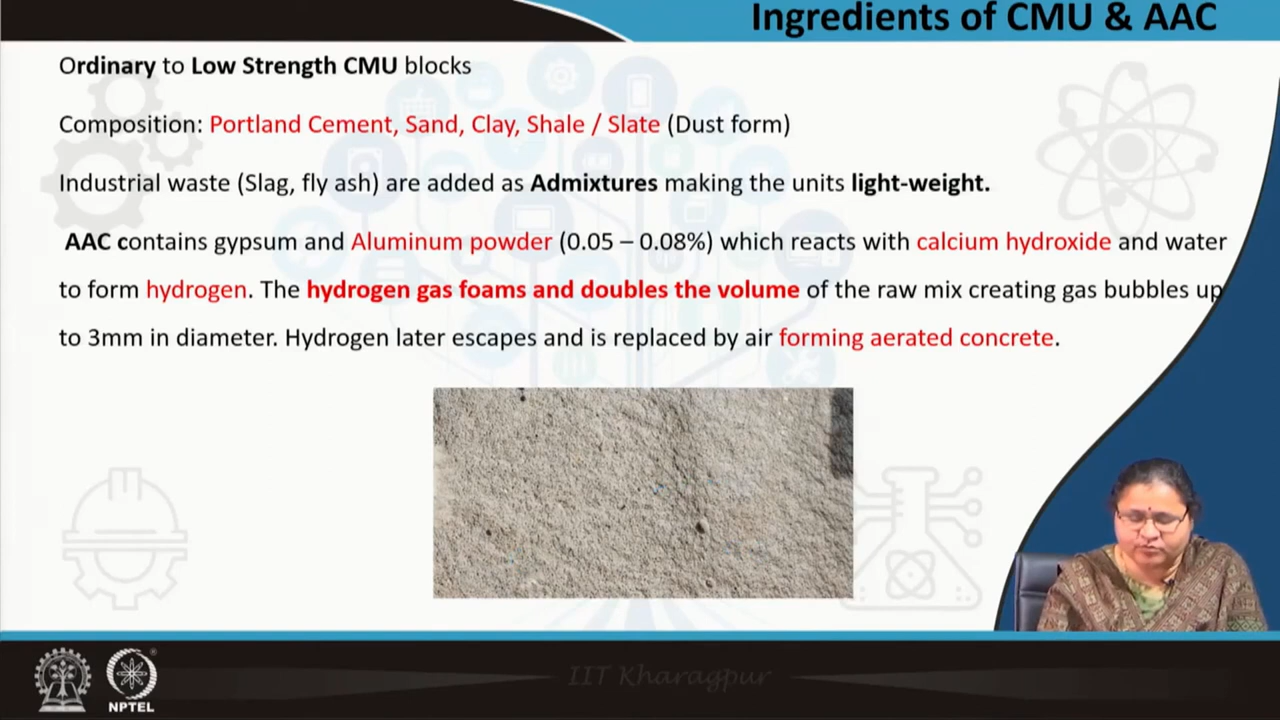 Ingredients of CMU & AAC
Ordinary to Low Strength CMU blocks
Composition: Portland Cement, Sand, Clay, Shale / Slate (Dust form)
Industrial waste (Slag, fly ash) are added as Admixtures making the units light-weight.
AAC contains gypsum and Aluminum powder (0.05 – 0.08%) which reacts with calcium hydroxide and water
to form hydrogen. The hydrogen gas foams and doubles the volume of the raw mix creating gas bubbles up
to 3mm in diameter. Hydrogen later escapes and is replaced by air forming aerated concrete.
IIT Kharagpur
NPTEL